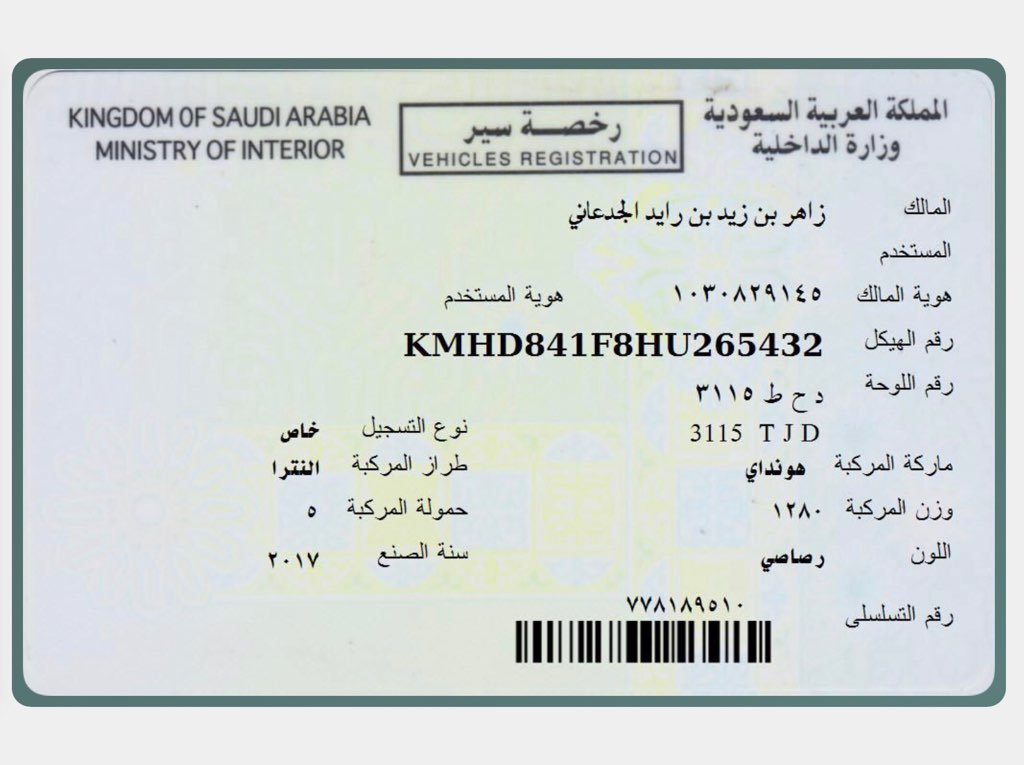 KINGDOM OF SAUDI ARABIA
MINISTRY OF INTERIOR
رخصة سير
VEHICLES REGISTRATION
المملكة العربية السعودية
وزارة الداخلية
المالك زاهر بن زيد بن رايد الجدعاني
المستخدم
هوية المالك ١٠٣٠٨٢٩١٤٥ هوية المستخدم
رقم الهيكل KMHD841F8HU265432
رقم اللوحة د ح ط ٣١١٥
3115 T J D
نوع التسجيل خاص
ماركة المركبة هونداي طراز المركبة النترا
وزن المركبة ١٢٨٠ حمولة المركبة ٥
اللون رصاصي سنة الصنع ٢٠١٧
رقم التسلسلى ٧٧٨١٨٩٥١٠